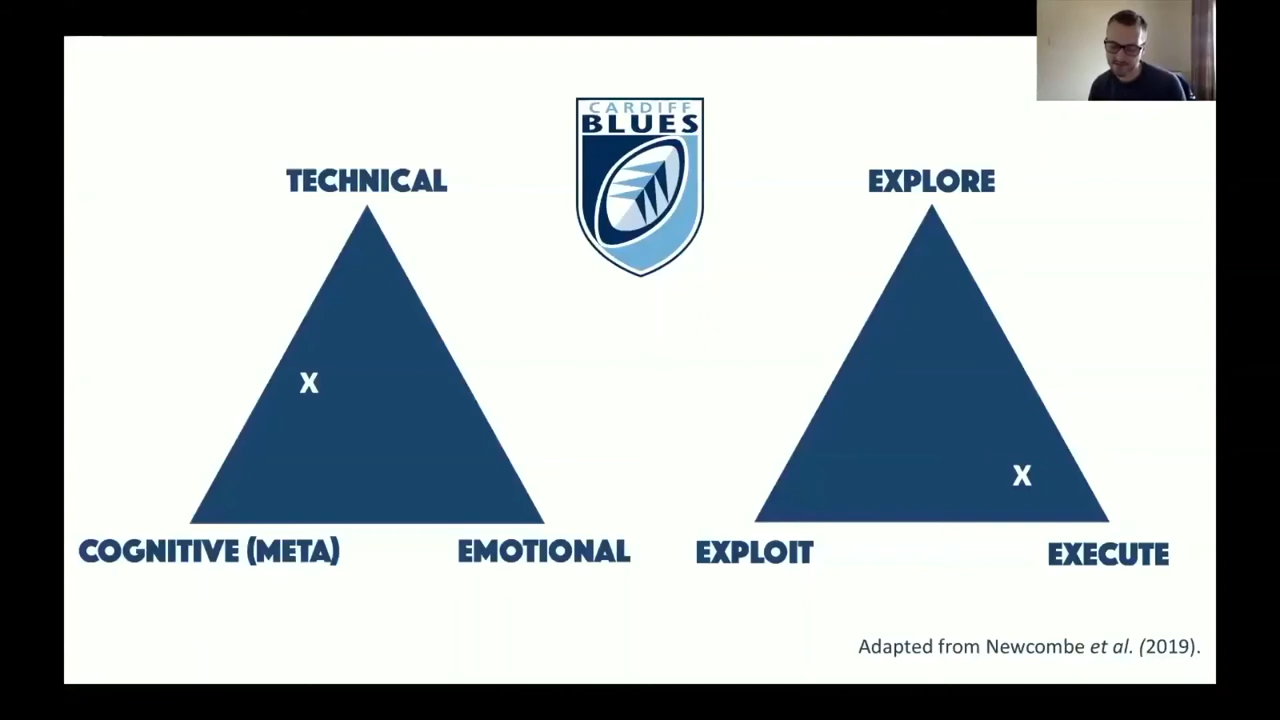 CARDIFF
BLUES
TECHNICAL
EXPLORE
X
X
COGNITIVE (META)
EMOTIONAL
EXPLOIT
EXECUTE
Adapted from Newcombe et al. (2019).